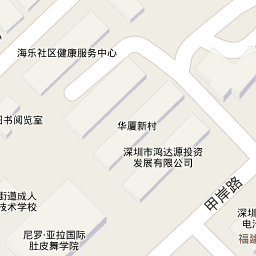 海乐社区健康服务中心
图书阅览室
华厦新村
深圳市鸿达源投资
发展有限公司
甲岸路
街道成人
技术学校
深圳
电
尼罗·亚拉国际
肚皮舞学院
福建